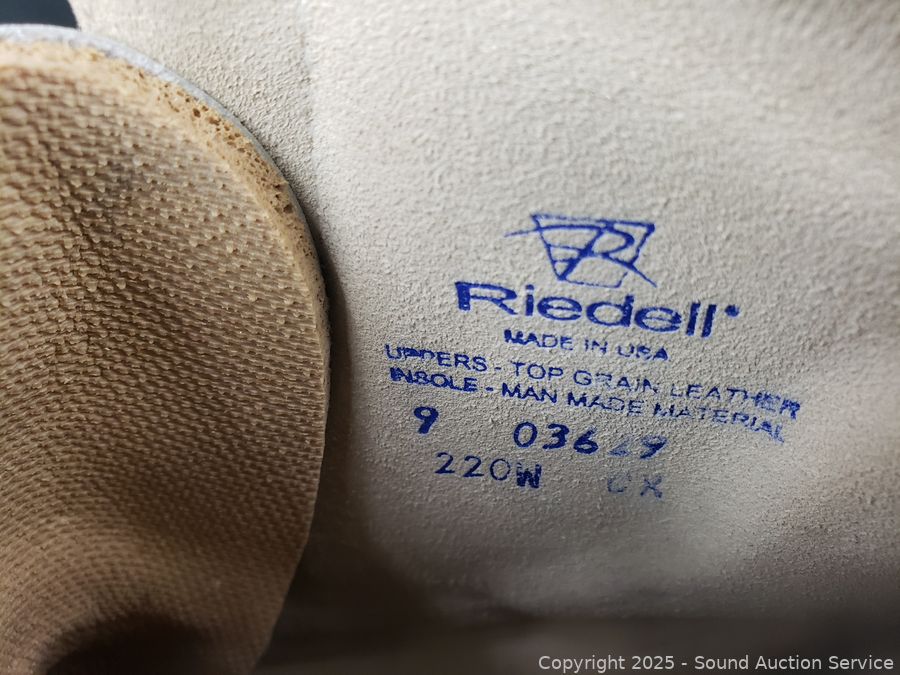 R
Riedell
MADE IN USA
UPPERS - TOP GRAIN LEATHER
INSOLE - MAN MADE MATERIAL
9 036
220W
Copyright 2025 - Sound Auction Service